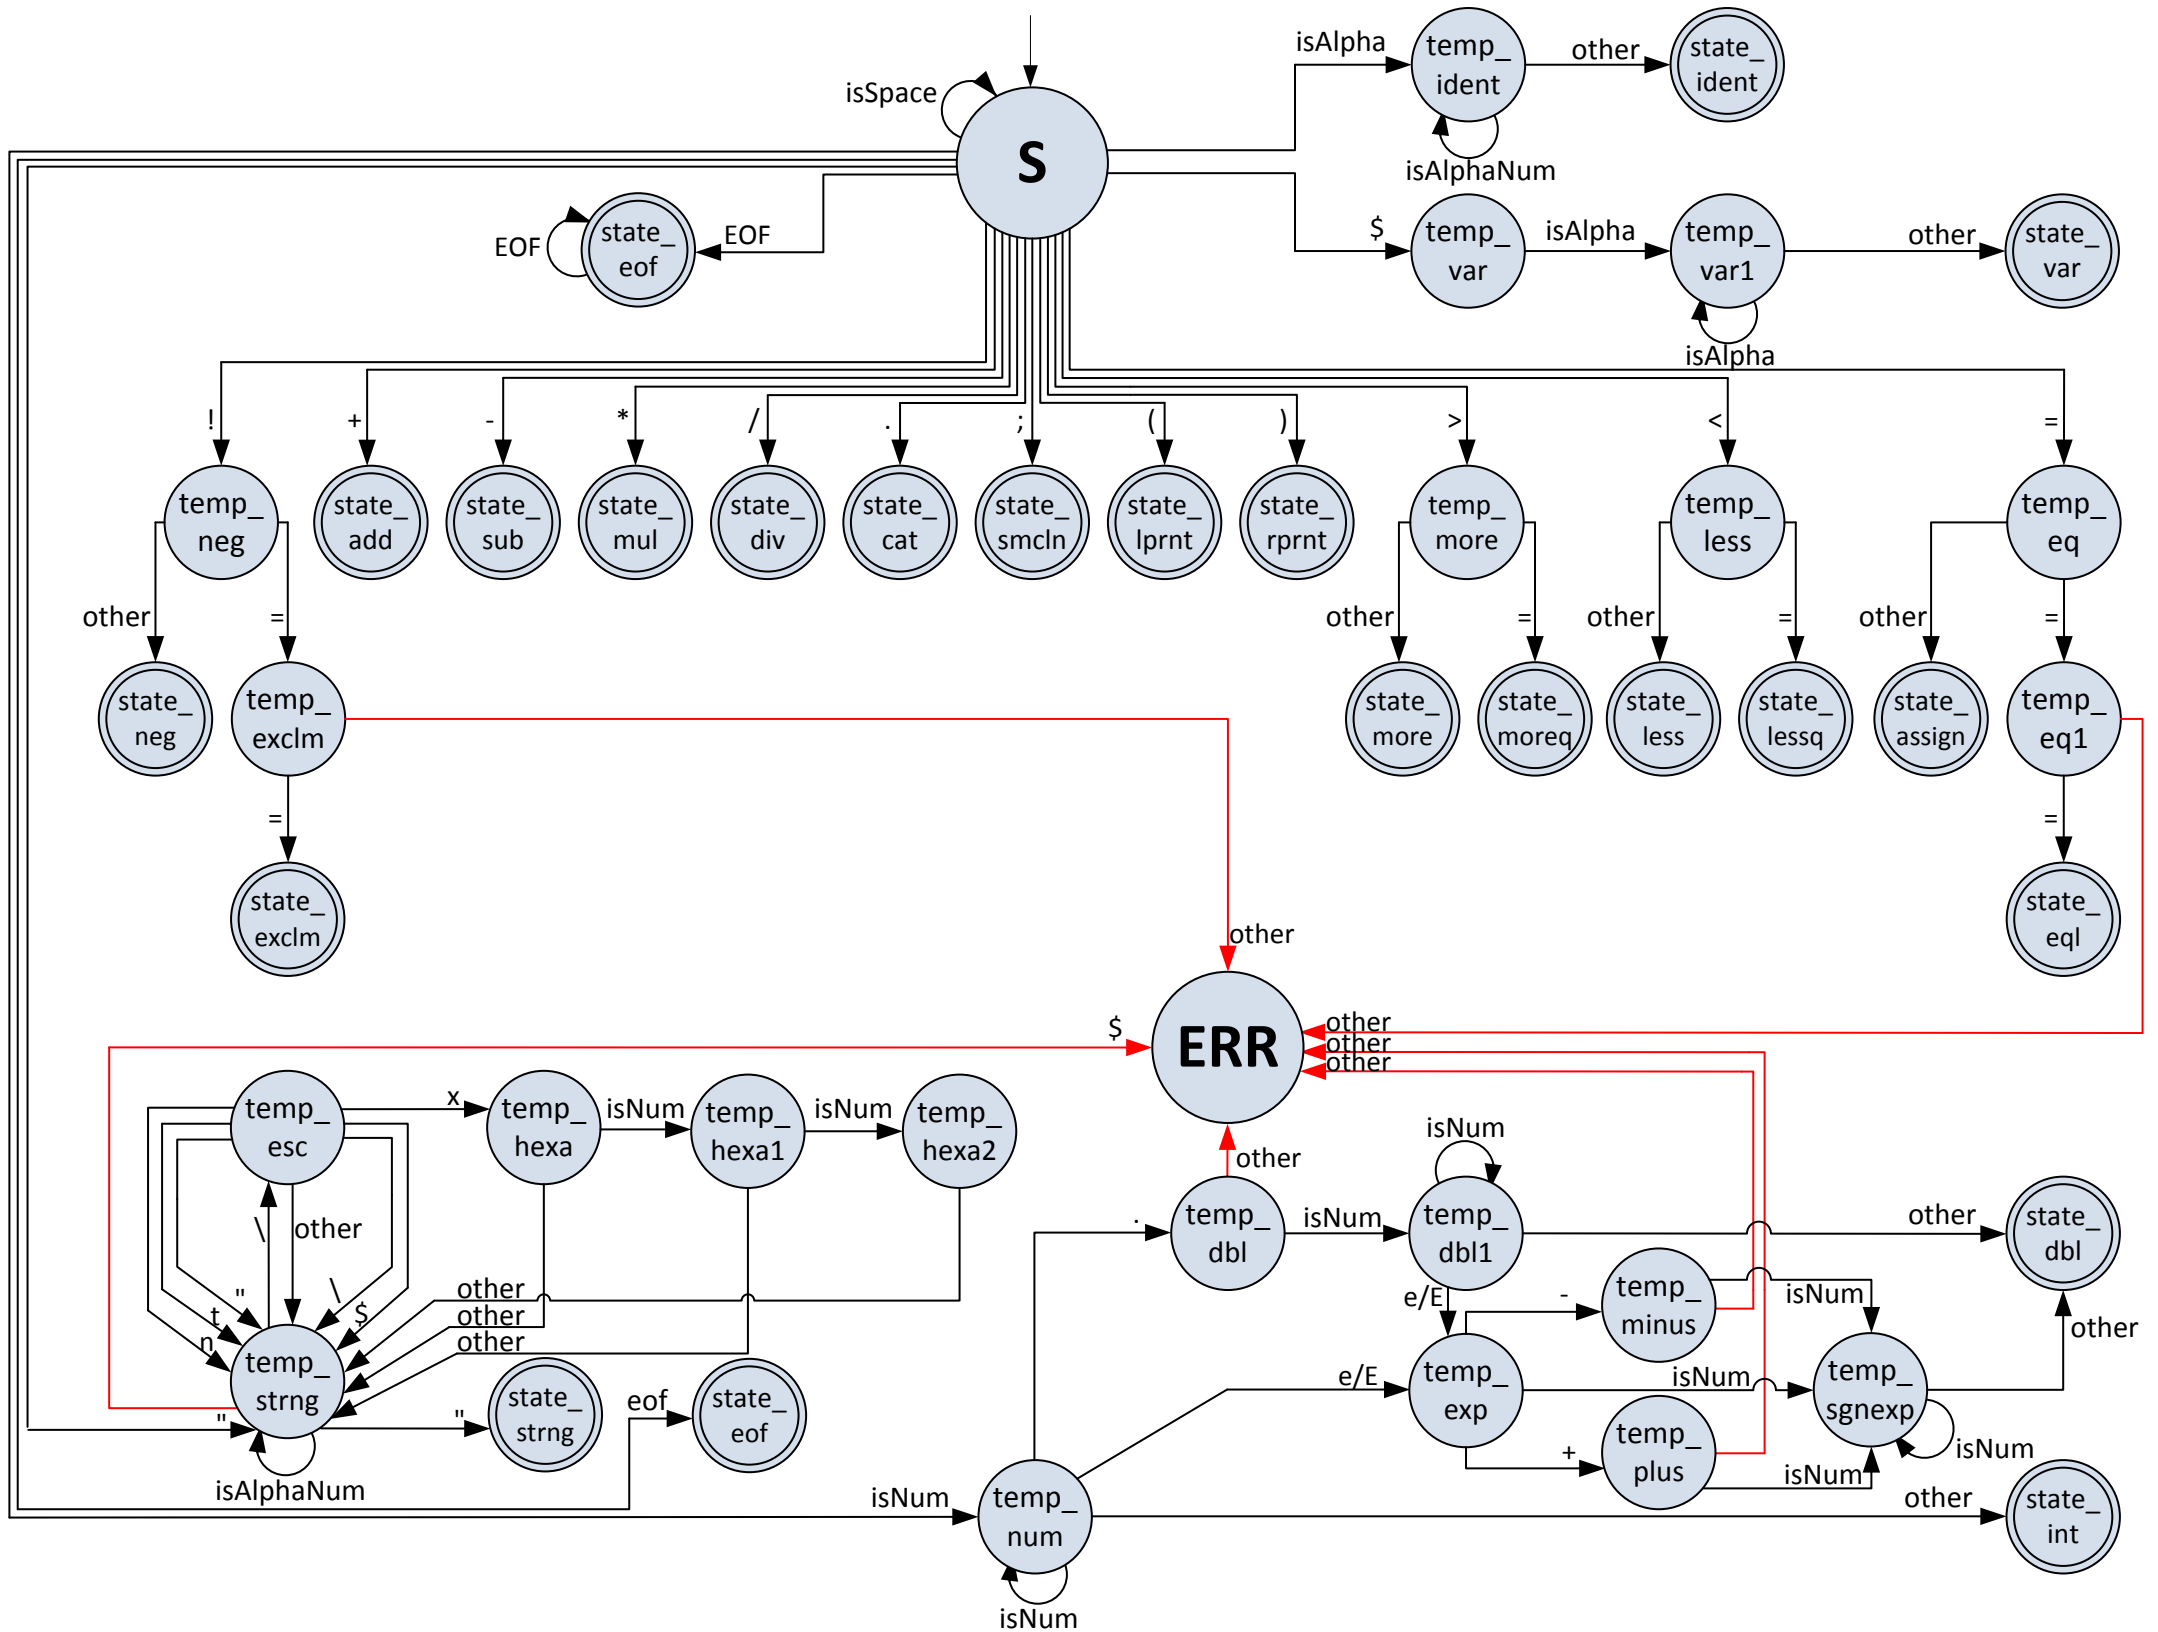 isAlpha
temp_
ident
other
state_
ident
isSpace
S
isAlphaNum
EOF
state_
eof
EOF
$
temp_
var
isAlpha
temp_
var1
other
state_
var
isAlpha
!
+
-
*
/
.
;
(
)
>
<
=
temp_
neg
state_
add
state_
sub
state_
mul
state_
div
state_
cat
state_
smcln
state_
lprnt
state_
rprnt
temp_
more
temp_
less
temp_
eq
other
=
other
=
other
=
other
=
state_
neg
temp_
exclm
state_
more
state_
moreq
state_
less
state_
lessq
state_
assign
temp_
eq1
=
=
state_
exclm
state_
eql
other
$
ERR
other
other
other
temp_
esc
x
temp_
hexa
isNum
temp_
hexa1
isNum
temp_
hexa2
isNum
other
\
other
"
t
n
\
$
other
other
other
.
temp_
dbl
isNum
temp_
dbl1
other
state_
dbl
e/E
-
temp_
minus
isNum
other
temp_
strng
"
isAlphaNum
"
state_
strng
eof
state_
eof
e/E
temp_
exp
isNum
temp_
sgnexp
isNum
+
temp_
plus
isNum
isNum
temp_
num
isNum
other
state_
int